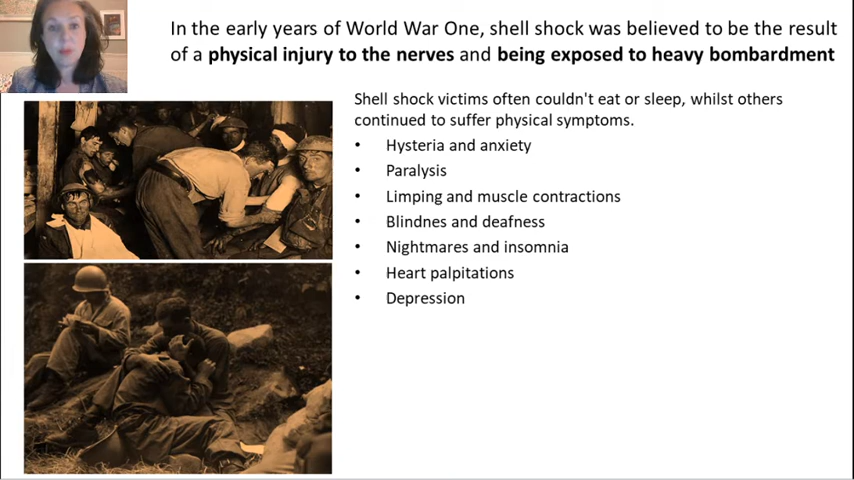 In the early years of World War One, shell shock was believed to be the result
of a physical injury to the nerves and being exposed to heavy bombardment
Shell shock victims often couldn't eat or sleep, whilst others
continued to suffer physical symptoms.
• Hysteria and anxiety
• Paralysis
• Limping and muscle contractions
• Blindnes and deafness
• Nightmares and insomnia
• Heart palpitations
• Depression